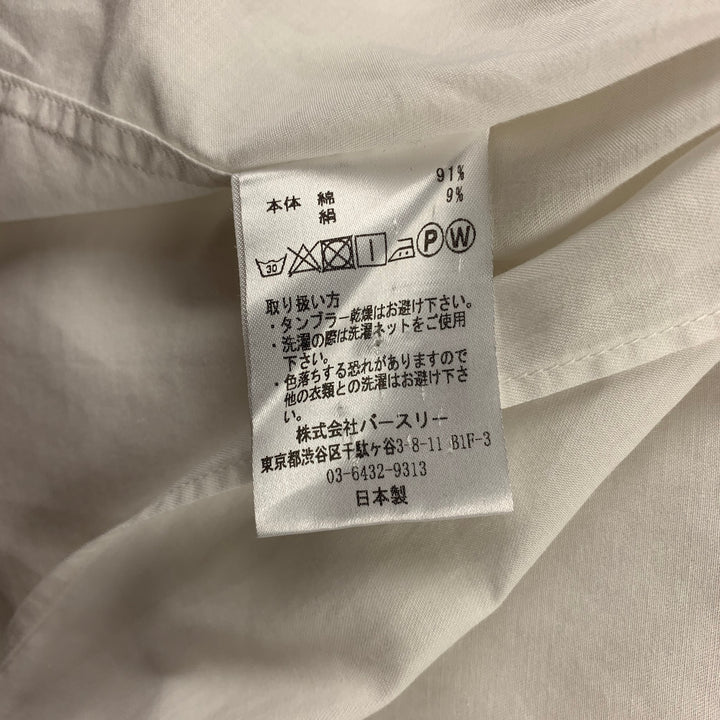 本体 綿 91%
絹 9%
30 P W
取り扱い方
・タンブラー乾燥はお避け下さい。
・洗濯の際は洗濯ネットをご使用
下さい。
・色落ちする恐れがありますので
他の衣類との洗濯はお避け下さ
い。
株式会社バースリー
東京都渋谷区千駄ヶ谷3-8-11 B1F-3
03-6432-9313
日本製